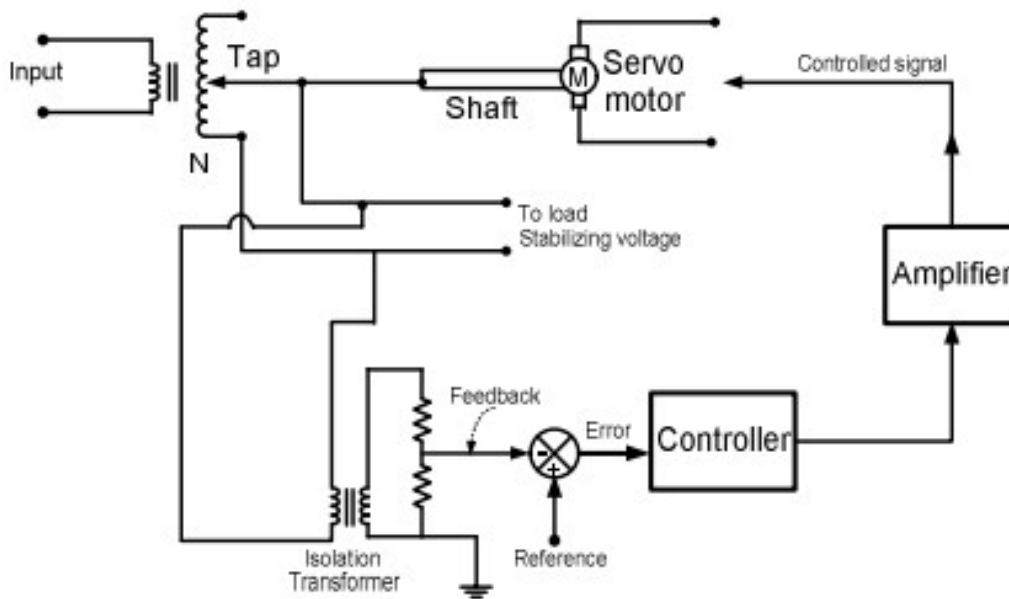 Input
Tap
N
Shaft
M
Servo
motor
Controlled signal
To load
Stabilizing voltage
Amplifier
Feedback
Error
Controller
-
+
Reference
Isolation
Transformer